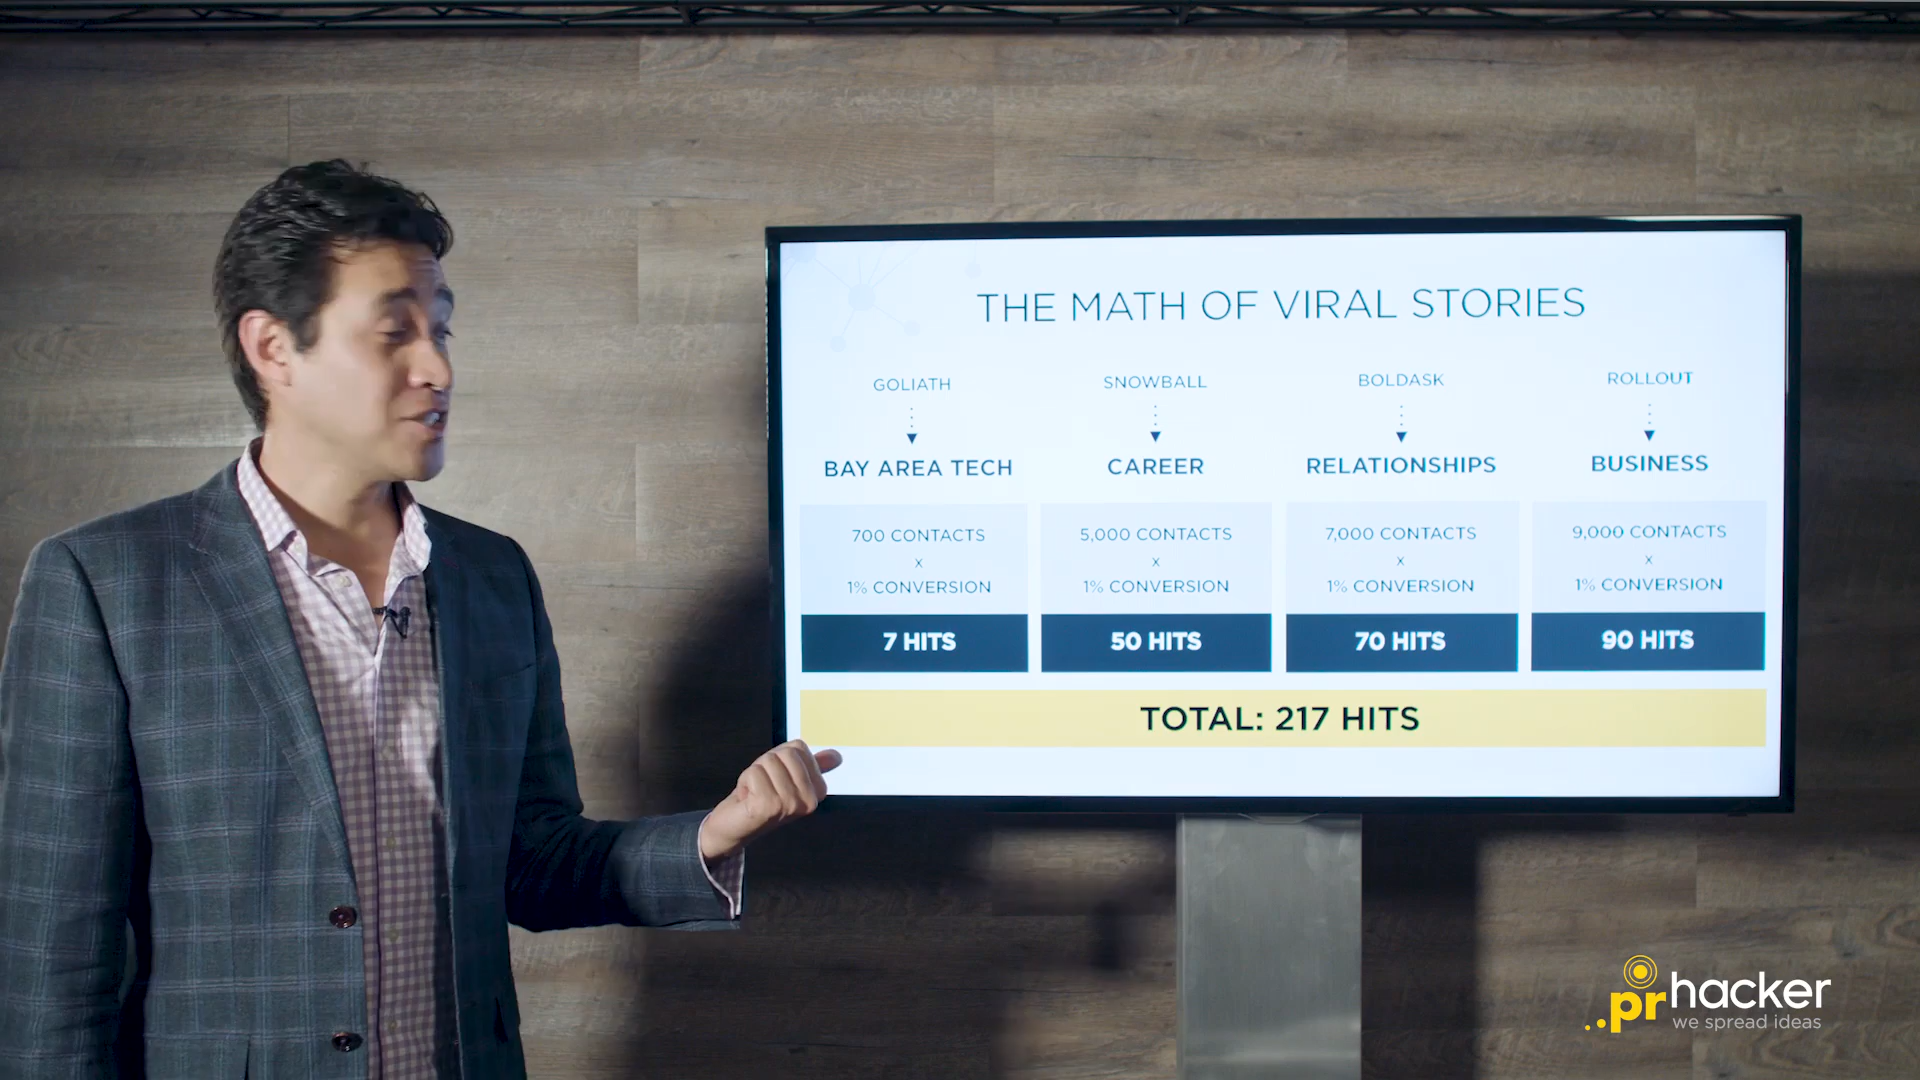 THE MATH OF VIRAL STORIES
GOLIATH
BAY AREA TECH
700 CONTACTS
x
1% CONVERSION
7 HITS
SNOWBALL
CAREER
5,000 CONTACTS
x
1% CONVERSION
50 HITS
BOLDASK
RELATIONSHIPS
7,000 CONTACTS
x
1% CONVERSION
70 HITS
ROLLOUT
BUSINESS
9,000 CONTACTS
x
1% CONVERSION
90 HITS
TOTAL: 217 HITS
..prhacker
we spread ideas